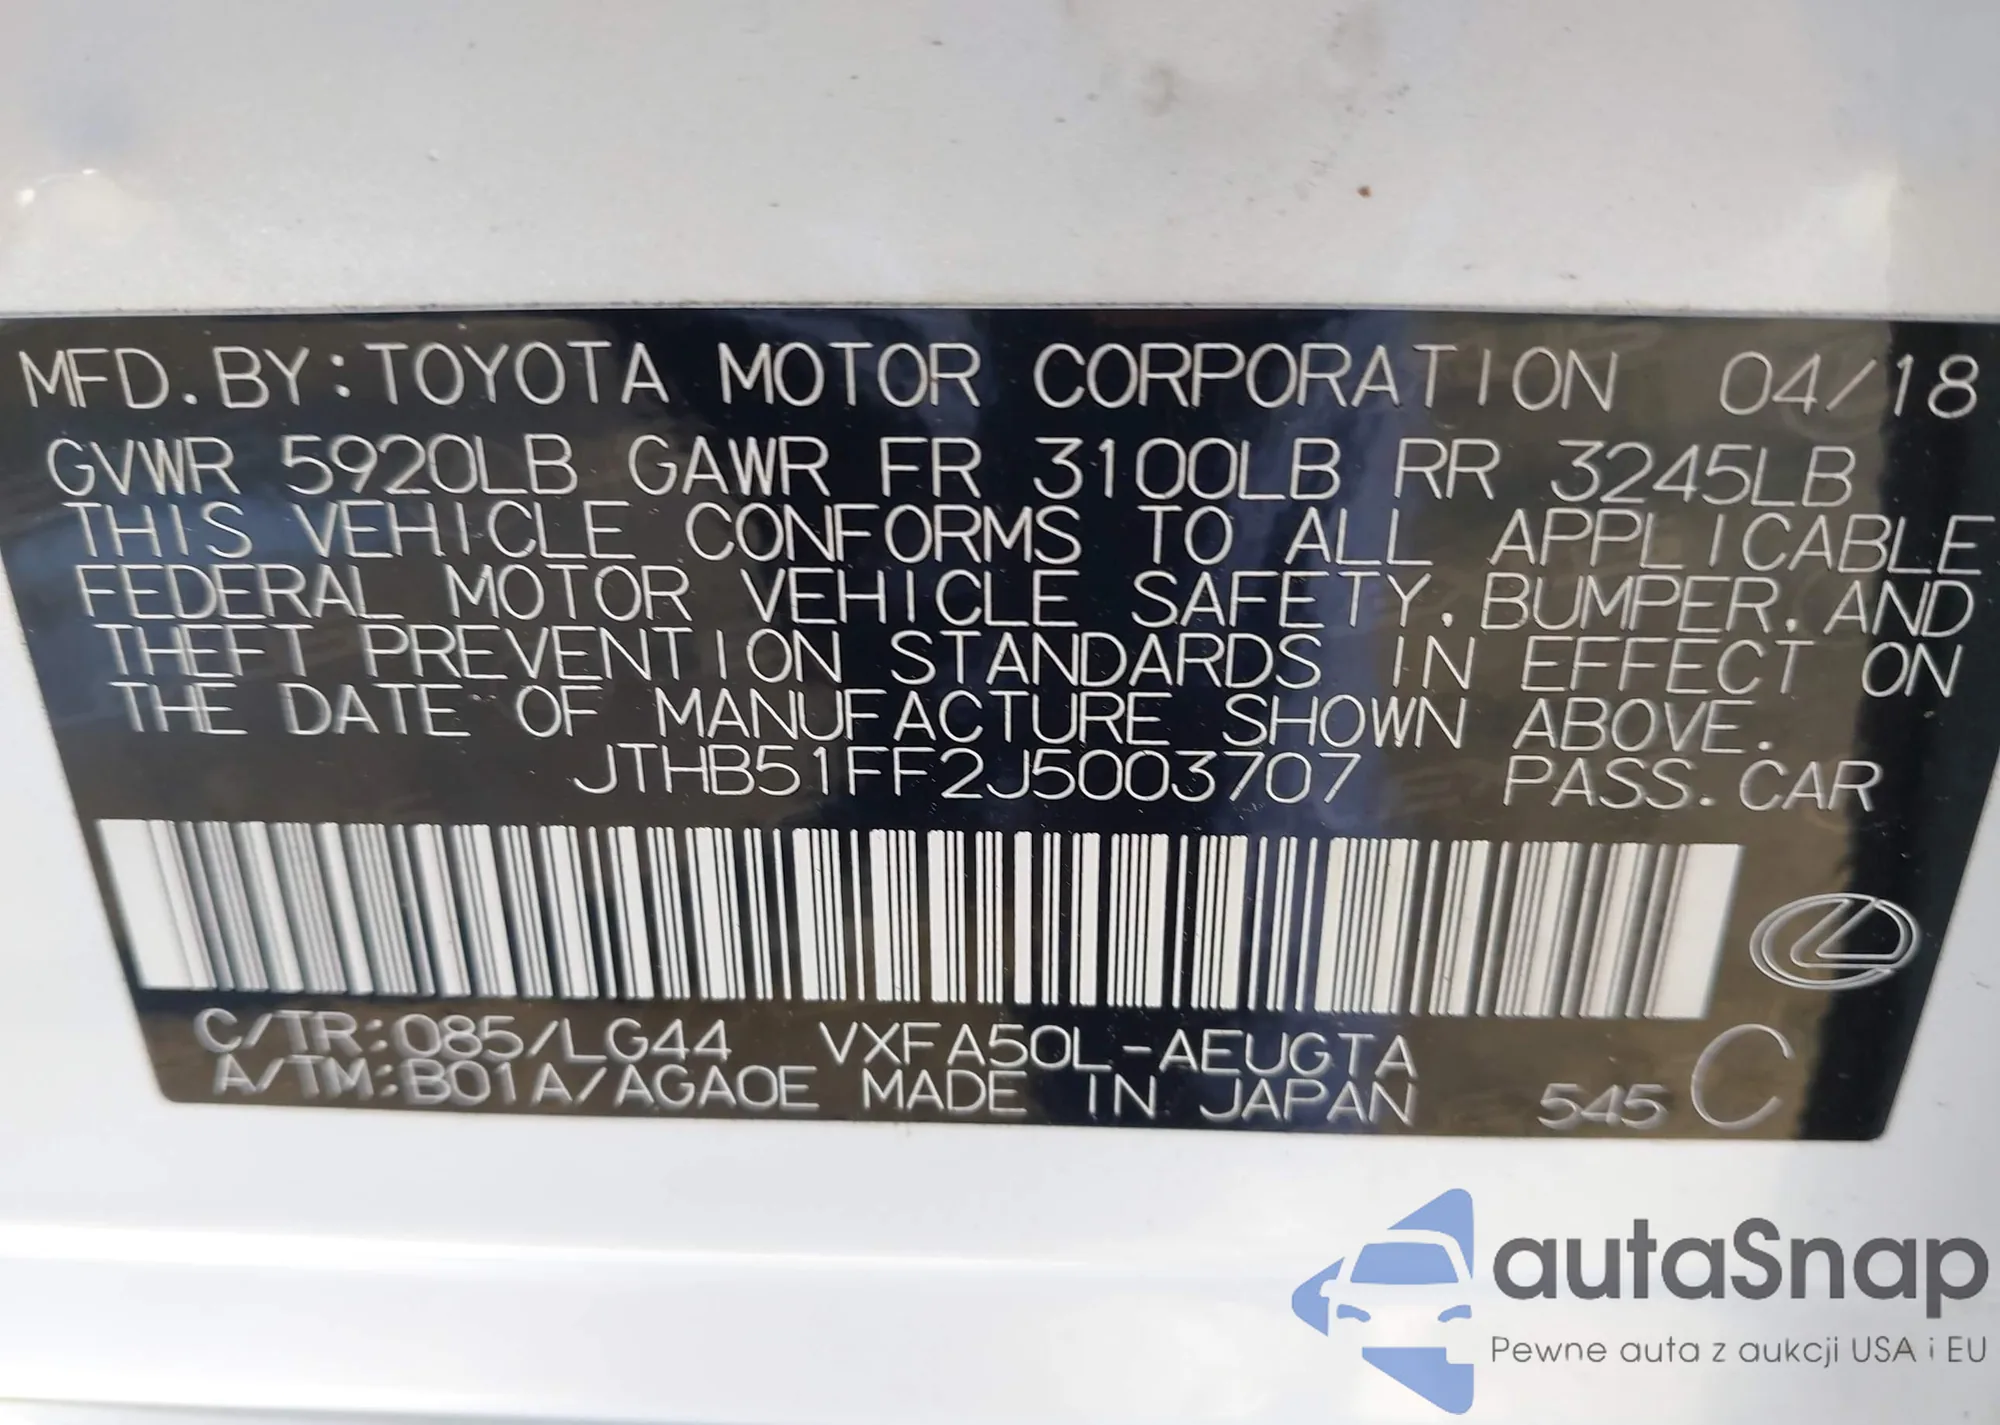 MFD. BY: TOYOTA MOTOR CORPORATION 04/18
GVWR 5920LB GAWR FR 3100LB RR 3245LB
THIS VEHICLE CONFORMS TO ALL APPLICABLE
FEDERAL MOTOR VEHICLE SAFETY, BUMPER, AND
THEFT PREVENTION STANDARDS IN EFFECT ON
THE DATE OF MANUFACTURE SHOWN ABOVE.
JTHB51FF2J5003707 PASS. CAR
C/TR: 085/LG44 VXFA50L-AEUGTA
A/TM: B01A/AGA0E MADE IN JAPAN 545 C
autaSnap
Pewne auta z aukcji USA i EU